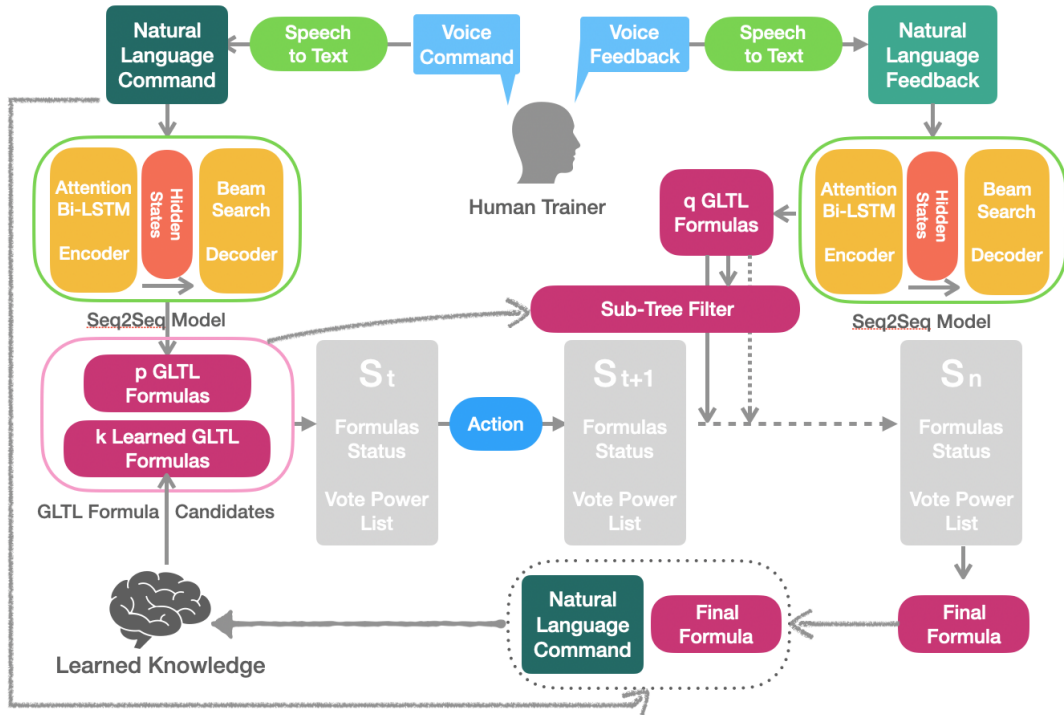 Natural
Language
Command
Speech
to Text
Voice
Command
Voice
Feedback
Speech
to Text
Natural
Language
Feedback
Human Trainer
Attention
Bi-LSTM
Encoder
Hidden
States
Beam
Search
Decoder
Seq2Seq Model
q GLTL
Formulas
Attention
Bi-LSTM
Encoder
Hidden
States
Beam
Search
Decoder
Seq2Seq Model
Sub-Tree Filter
p GLTL
Formulas
k Learned GLTL
Formulas
GLTL Formula Candidates
St
Formulas
Status
Vote Power
List
Action
St+1
Formulas
Status
Vote Power
List
Sn
Formulas
Status
Vote Power
List
Learned Knowledge
Natural
Language
Command
Final
Formula
Final
Formula